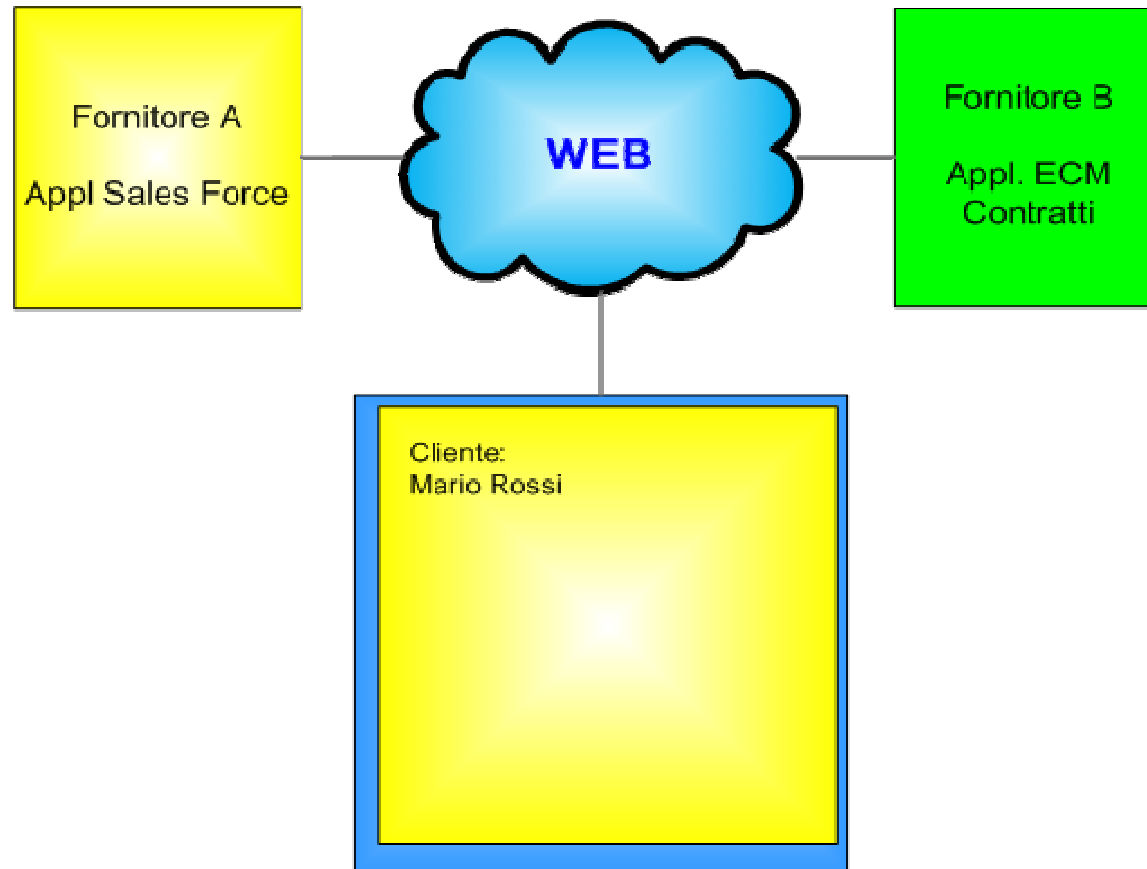 Fornitore A
Appl Sales Force
WEB
Fornitore B
Appl. ECM
Contratti
Cliente:
Mario Rossi